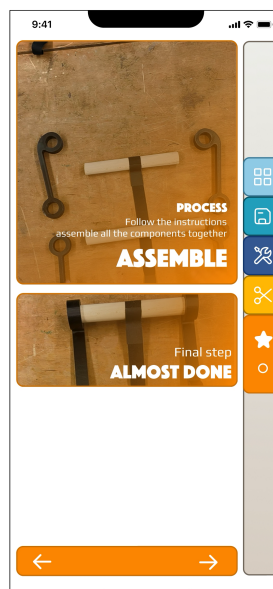 9:41
PROCESS
Follow the instructions
assemble all the components together
ASSEMBLE
Final step
ALMOST DONE